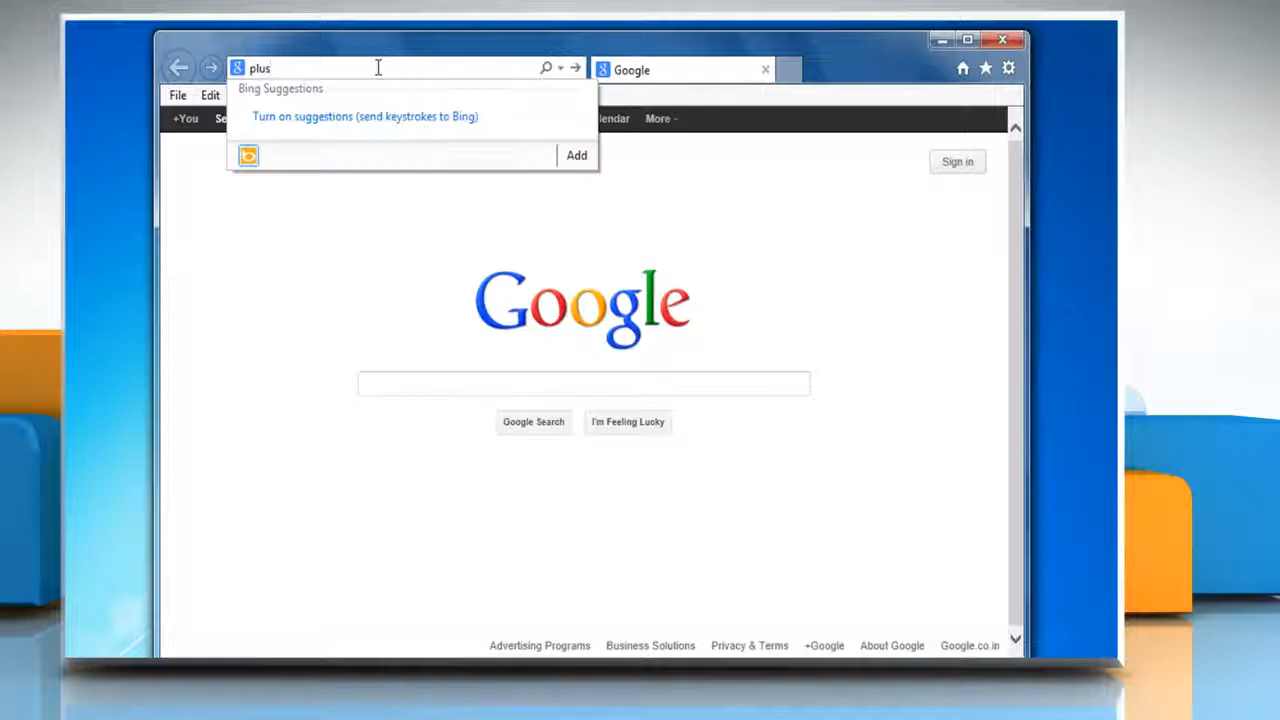 plus
Google
Bing Suggestions
File Edit
Turn on suggestions (send keystrokes to Bing)
+You Se lendar More
Add
Sign in
Google
Google Search I'm Feeling Lucky
Advertising Programs Business Solutions Privacy & Terms +Google About Google Google.co.in